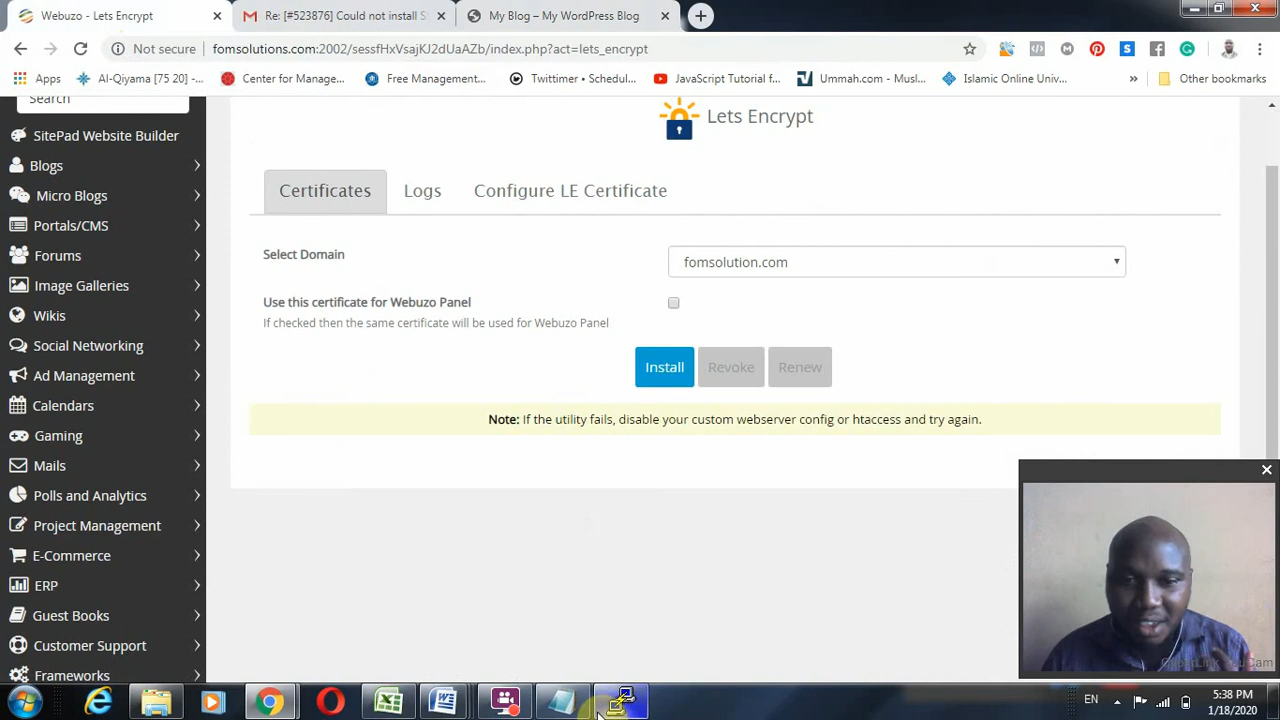 Webuzo - Lets Encrypt
Re: [#523876] Could not install S
My Blog – My WordPress Blog
Not secure
fomsolutions.com:2002/sessfHxVsajKJ2dUaAZb/index.php?act=lets_encrypt
Apps
Al-Qiyama [75 20] -...
Center for Manage...
Free Management...
Twittimer • Schedul...
JavaScript Tutorial f...
Ummah.com - Musl...
Islamic Online Univ...
Other bookmarks
Search
SitePad Website Builder
Blogs
Micro Blogs
Portals/CMS
Forums
Image Galleries
Wikis
Social Networking
Ad Management
Calendars
Gaming
Mails
Polls and Analytics
Project Management
E-Commerce
ERP
Guest Books
Customer Support
Frameworks
Lets Encrypt
Certificates
Logs
Configure LE Certificate
Select Domain
fomsolution.com
Use this certificate for Webuzo Panel
If checked then the same certificate will be used for Webuzo Panel
Install
Revoke
Renew
Note: If the utility fails, disable your custom webserver config or htaccess and try again.
EN
5:38 PM
1/18/2020